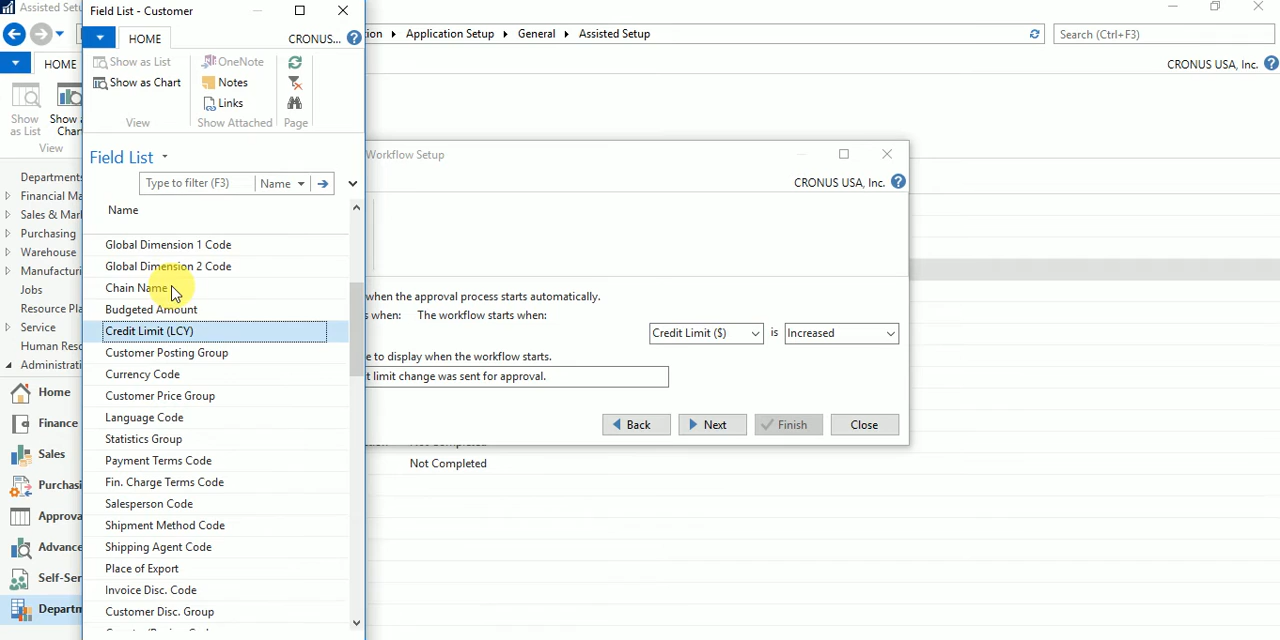 Assisted Setu
Field List - Customer
HOME
CRONUS...
tion Application Setup General Assisted Setup
Search (Ctrl+F3)
HOME
CRONUS USA, Inc.
Show as List
Show as Chart
View
OneNote
Notes
Links
Show Attached
Page
Show as List
Show a
Chart
View
Field List
Type to filter (F3)
Name
Name
Global Dimension 1 Code
Global Dimension 2 Code
Chain Name
Budgeted Amount
Credit Limit (LCY)
Customer Posting Group
Currency Code
Customer Price Group
Language Code
Statistics Group
Payment Terms Code
Fin. Charge Terms Code
Salesperson Code
Shipment Method Code
Shipping Agent Code
Place of Export
Invoice Disc. Code
Customer Disc. Group
Departments
Financial Ma
Sales & Mark
Purchasing
Warehouse
Manufacturi
Jobs
Resource Pla
Service
Human Reso
Administrati
Home
Finance
Sales
Purchasi
Approva
Advance
Self-Ser
Departm
Workflow Setup
CRONUS USA, Inc.
when the approval process starts automatically.
s when: The workflow starts when:
Credit Limit ($) is Increased
e to display when the workflow starts.
t limit change was sent for approval.
Back Next Finish Close
Not Completed
Not Completed